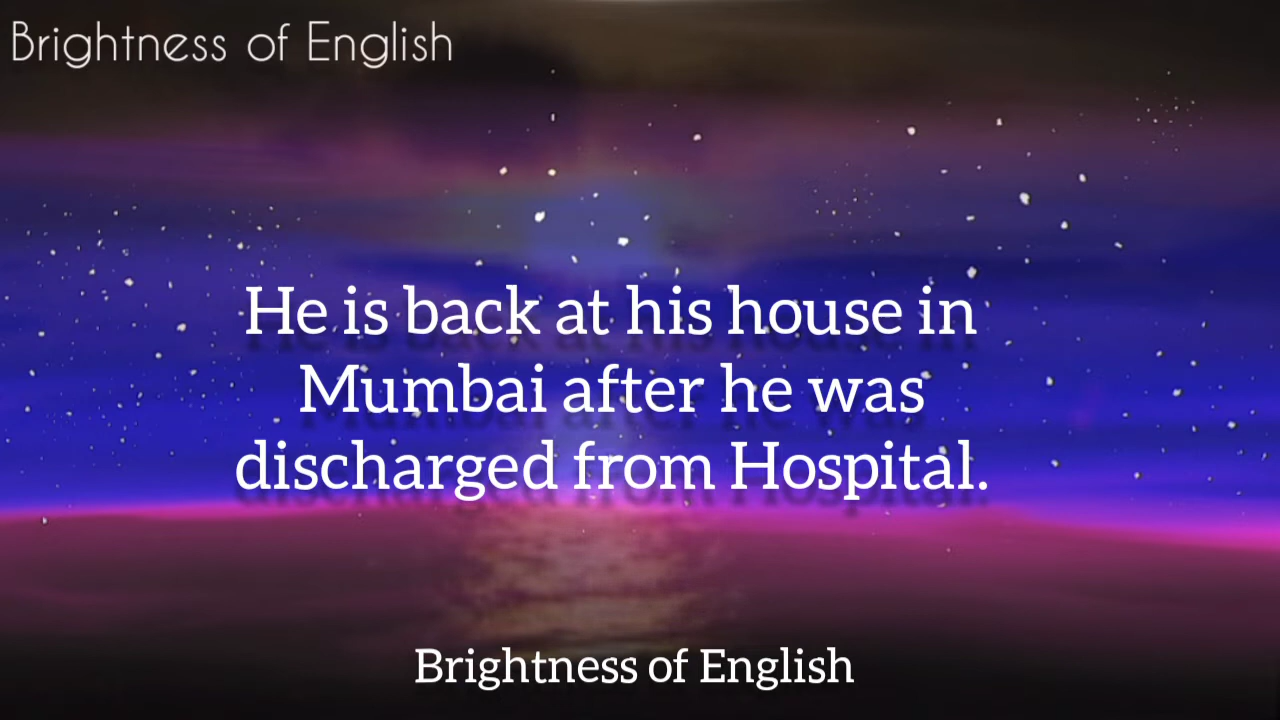 Brightness of English
He is back at his house in
Mumbai after he was
discharged from Hospital.
Brightness of English